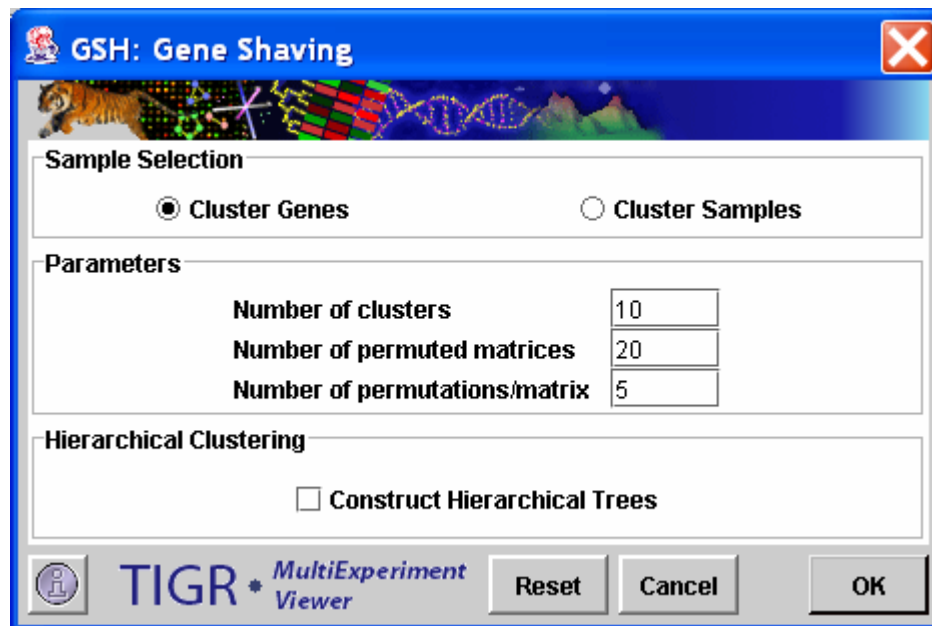 GSH: Gene Shaving
Sample Selection
Cluster Genes Cluster Samples
Parameters
Number of clusters 10
Number of permuted matrices 20
Number of permutations/matrix 5
Hierarchical Clustering
Construct Hierarchical Trees
TIGR MultiExperiment
Viewer
Reset Cancel OK